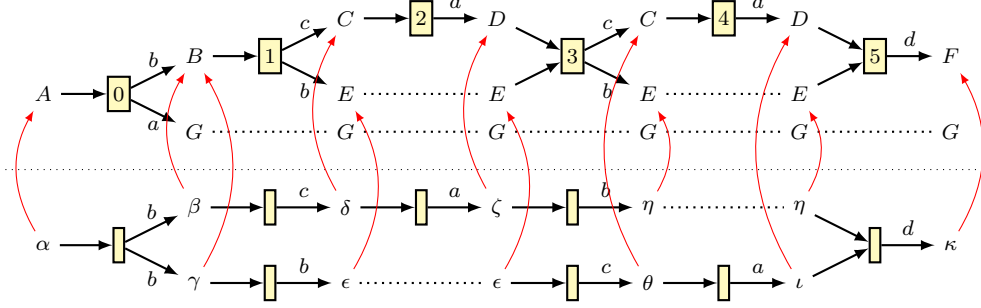 C 2 a D C 4 a D
b B 1 c 3 c 5 d F
A 0 b E E b E E
a G G G G G G
β c δ a ζ b η η
α b d κ
b γ b ϵ ϵ c θ a ι